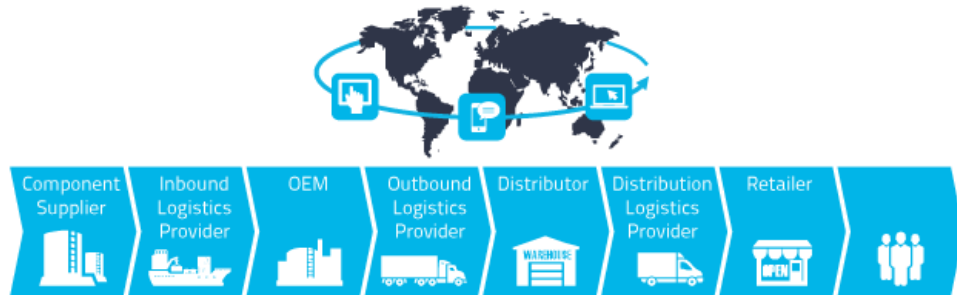 Component
Supplier
Inbound
Logistics
Provider
OEM
Outbound
Logistics
Provider
Distributor
WAREHOUSE
Distribution
Logistics
Provider
Retailer
OPEN